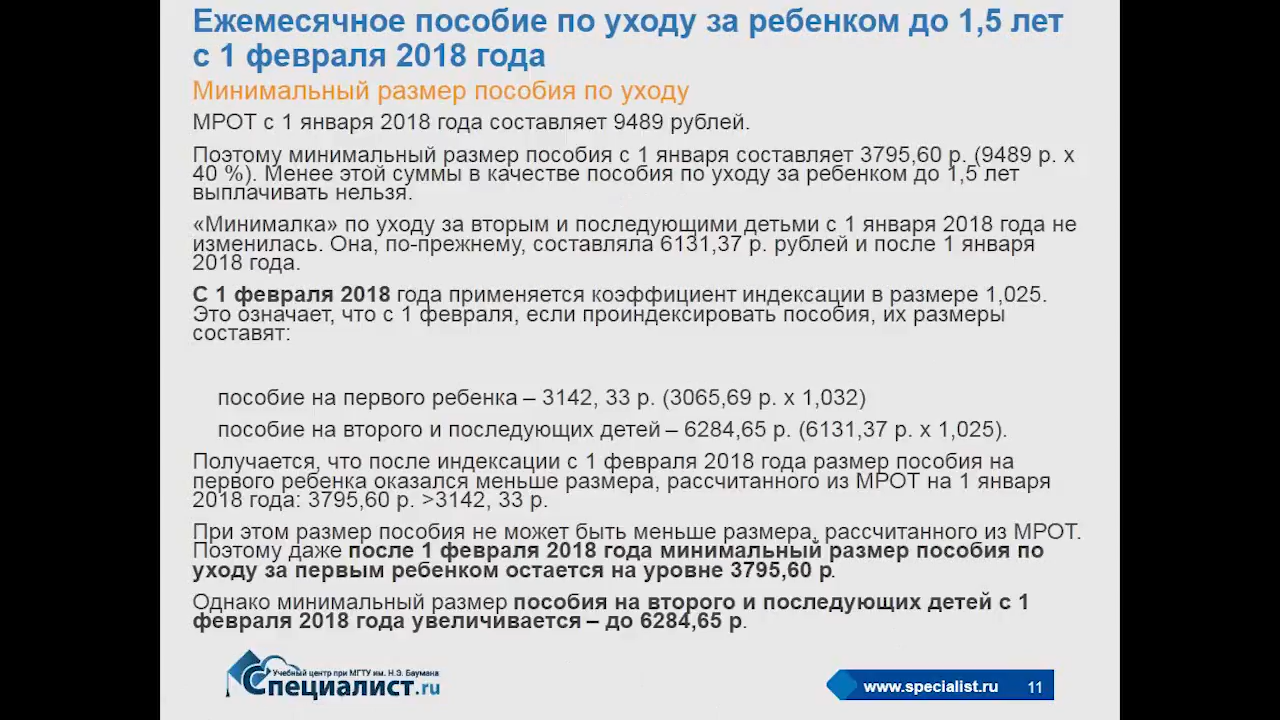 Ежемесячное пособие по уходу за ребенком до 1,5 лет
с 1 февраля 2018 года
Минимальный размер пособия по уходу
МРОТ с 1 января 2018 года составляет 9489 рублей.
Поэтому минимальный размер пособия с 1 января составляет 3795,60 р. (9489 р. х
40 %). Менее этой суммы в качестве пособия по уходу за ребенком до 1,5 лет
выплачивать нельзя.
«Минималка» по уходу за вторым и последующими детьми с 1 января 2018 года не
изменилась. Она, по-прежнему, составляла 6131,37 р. рублей и после 1 января
2018 года.
С 1 февраля 2018 года применяется коэффициент индексации в размере 1,025.
Это означает, что с 1 февраля, если проиндексировать пособия, их размеры
составят:
пособие на первого ребенка – 3142, 33 р. (3065,69 р. х 1,032)
пособие на второго и последующих детей – 6284,65 р. (6131,37 р. х 1,025).
Получается, что после индексации с 1 февраля 2018 года размер пособия на
первого ребенка оказался меньше размера, рассчитанного из МРОТ на 1 января
2018 года: 3795,60 р. >3142, 33 р.
При этом размер пособия не может быть меньше размера, рассчитанного из МРОТ.
Поэтому даже после 1 февраля 2018 года минимальный размер пособия по
уходу за первым ребенком остается на уровне 3795,60 р.
Однако минимальный размер пособия на второго и последующих детей с 1
февраля 2018 года увеличивается – до 6284,65 р.
Учебный центр при МГТУ им. Н.Э. Баумана
Специалист.ru
www.specialist.ru 11